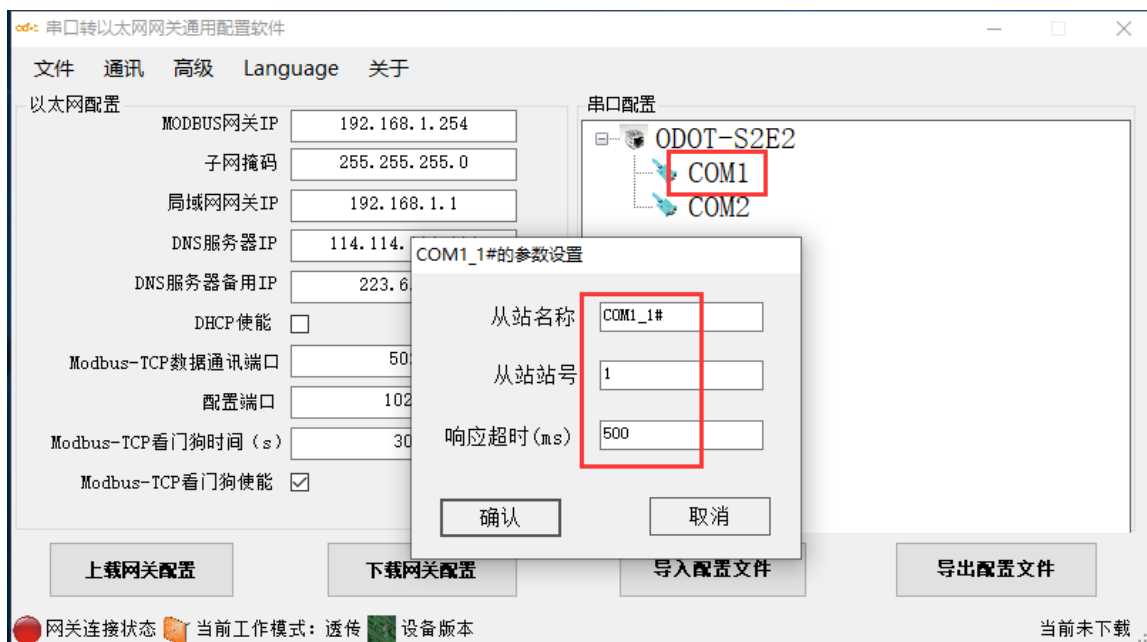 串口转以太网网关通用配置软件
文件 通讯 高级 Language 关于
以太网配置
MODBUS网关IP 192.168.1.254
子网掩码 255.255.255.0
局域网网关IP 192.168.1.1
DNS服务器IP 114.114.
DNS服务器备用IP 223.6
DHCP使能
Modbus-TCP数据通讯端口 50
配置端口 102
Modbus-TCP看门狗时间（s） 30
Modbus-TCP看门狗使能
串口配置
ODOT-S2E2
COM1
COM2
COM1_1#的参数设置
从站名称 COM1_1#
从站站号 1
响应超时(ms) 500
确认 取消
上载网关配置 下载网关配置 导入配置文件 导出配置文件
网关连接状态 当前工作模式：透传 设备版本 当前未下载